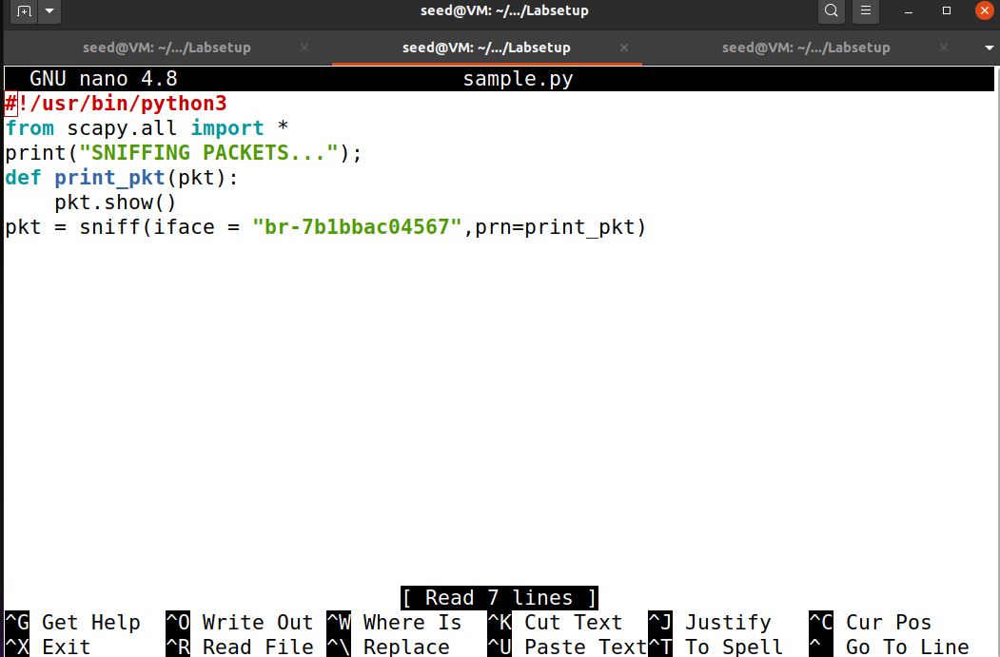 seed@VM: ~/.../Labsetup
seed@VM: ~/.../Labsetup seed@VM: ~/.../Labsetup seed@VM: ~/.../Labsetup
GNU nano 4.8 sample.py
#!/usr/bin/python3
from scapy.all import *
print("SNIFFING PACKETS...");
def print_pkt(pkt):
    pkt.show()
pkt = sniff(iface = "br-7b1bbac04567",prn=print_pkt)
[ Read 7 lines ]
^G Get Help ^O Write Out ^W Where Is ^K Cut Text ^J Justify ^C Cur Pos
^X Exit ^R Read File ^\ Replace ^U Paste Text ^T To Spell ^_ Go To Line